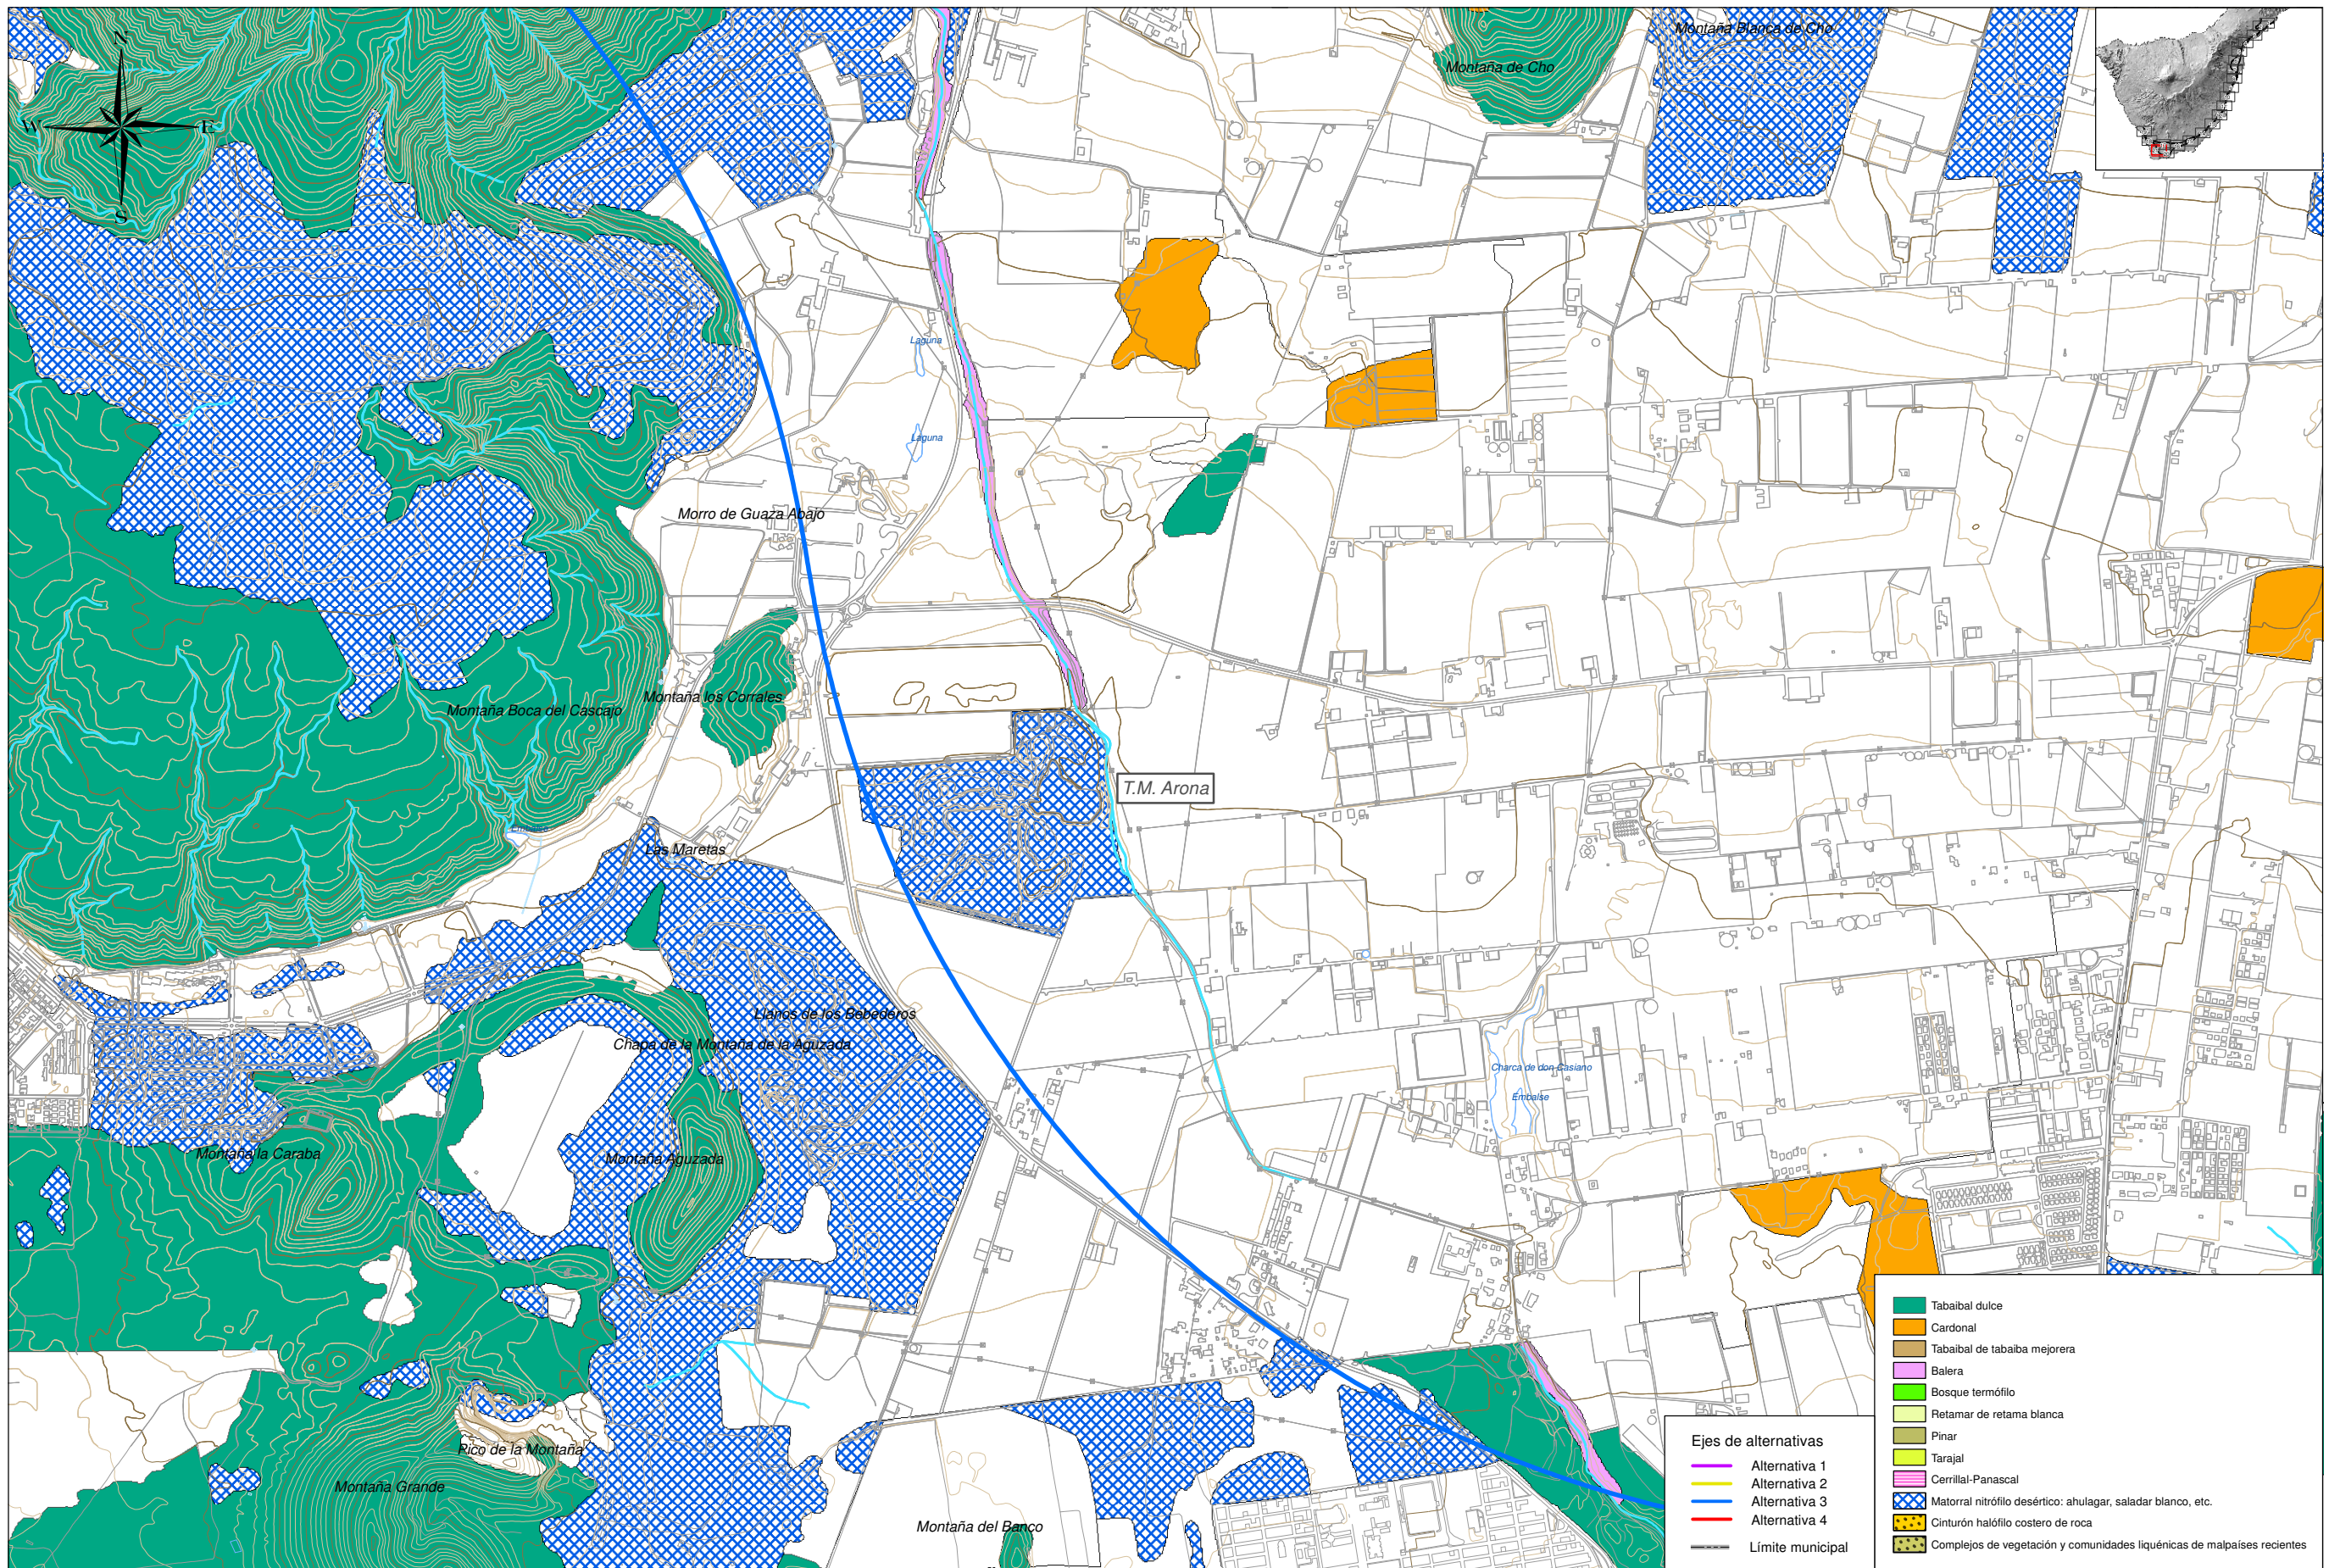 Montaña Blanca de Cho
Montaña de Cho
N
W
E
S
Laguna
Laguna
Morro de Guaza Abajo
Montaña los Corrales
Montaña Boca del Cascajo
T.M. Arona
Embalse
Las Maretas
Llanos de los Bebederos
Chapa de la Montaña de la Aguzada
Charca de don Casiano
Embalse
Montaña la Caraba
Montaña Aguzada
Pico de la Montaña
Montaña Grande
Montaña del Banco
Ejes de alternativas
Alternativa 1
Alternativa 2
Alternativa 3
Alternativa 4
Límite municipal
Tabaibal dulce
Cardonal
Tabaibal de tabaiba mejorera
Balera
Bosque termófilo
Retamar de retama blanca
Pinar
Tarajal
Cerrillal-Panascal
Matorral nitrófilo desértico: ahulagar, saladar blanco, etc.
Cinturón halófilo costero de roca
Complejos de vegetación y comunidades liquénicas de malpaíses recientes